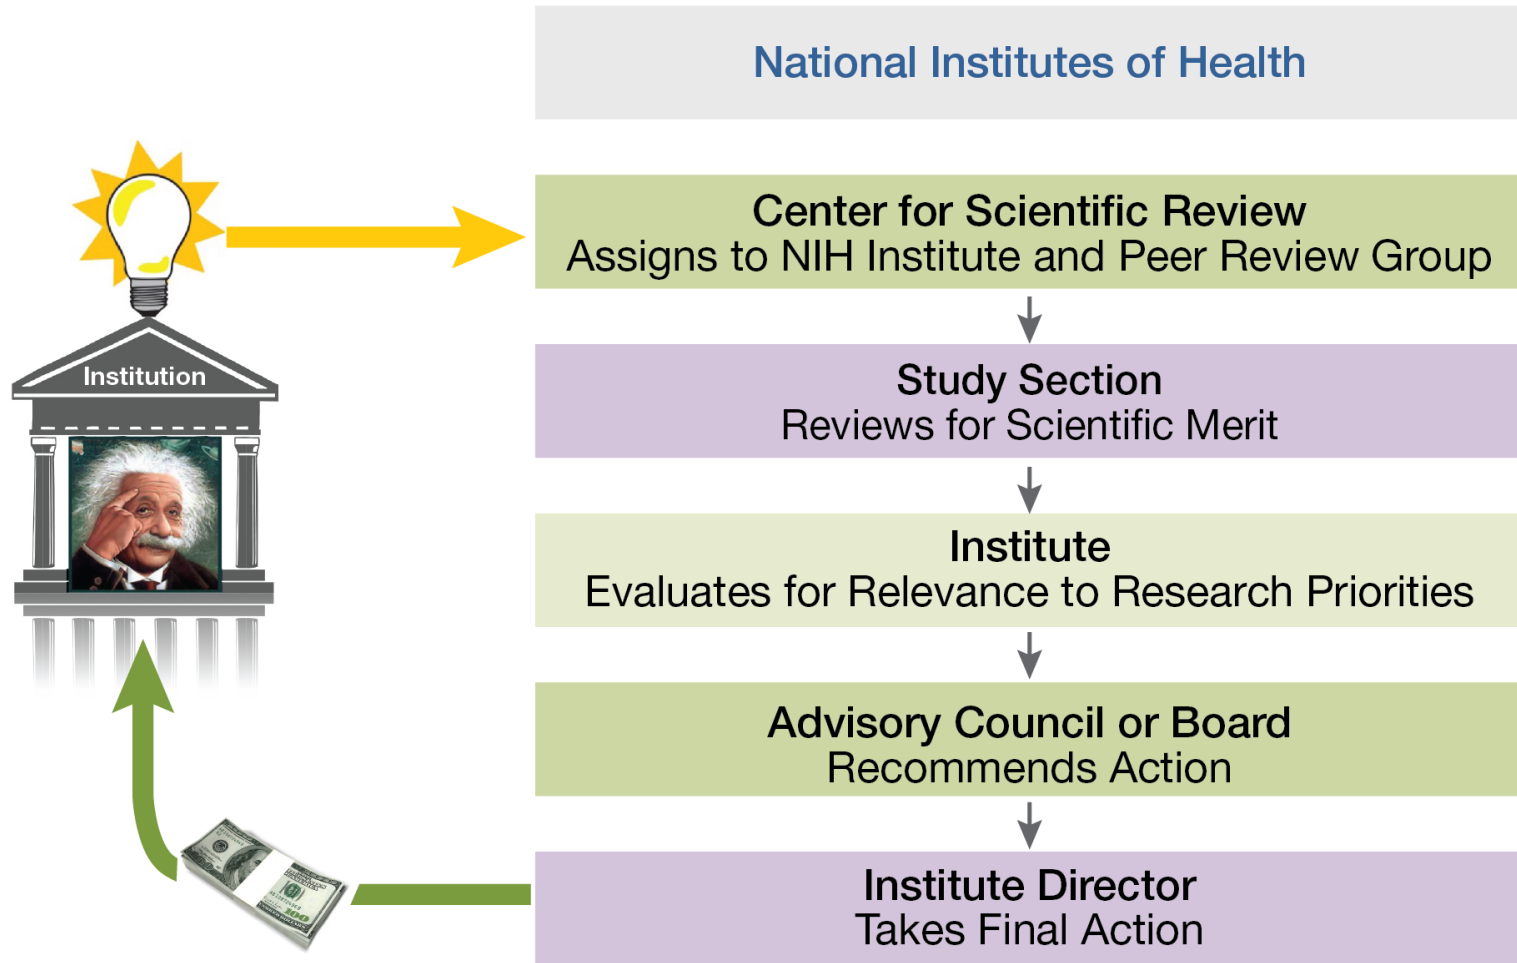 National Institutes of Health
Center for Scientific Review
Assigns to NIH Institute and Peer Review Group
Institution
Study Section
Reviews for Scientific Merit
Institute
Evaluates for Relevance to Research Priorities
Advisory Council or Board
Recommends Action
Institute Director
Takes Final Action
100